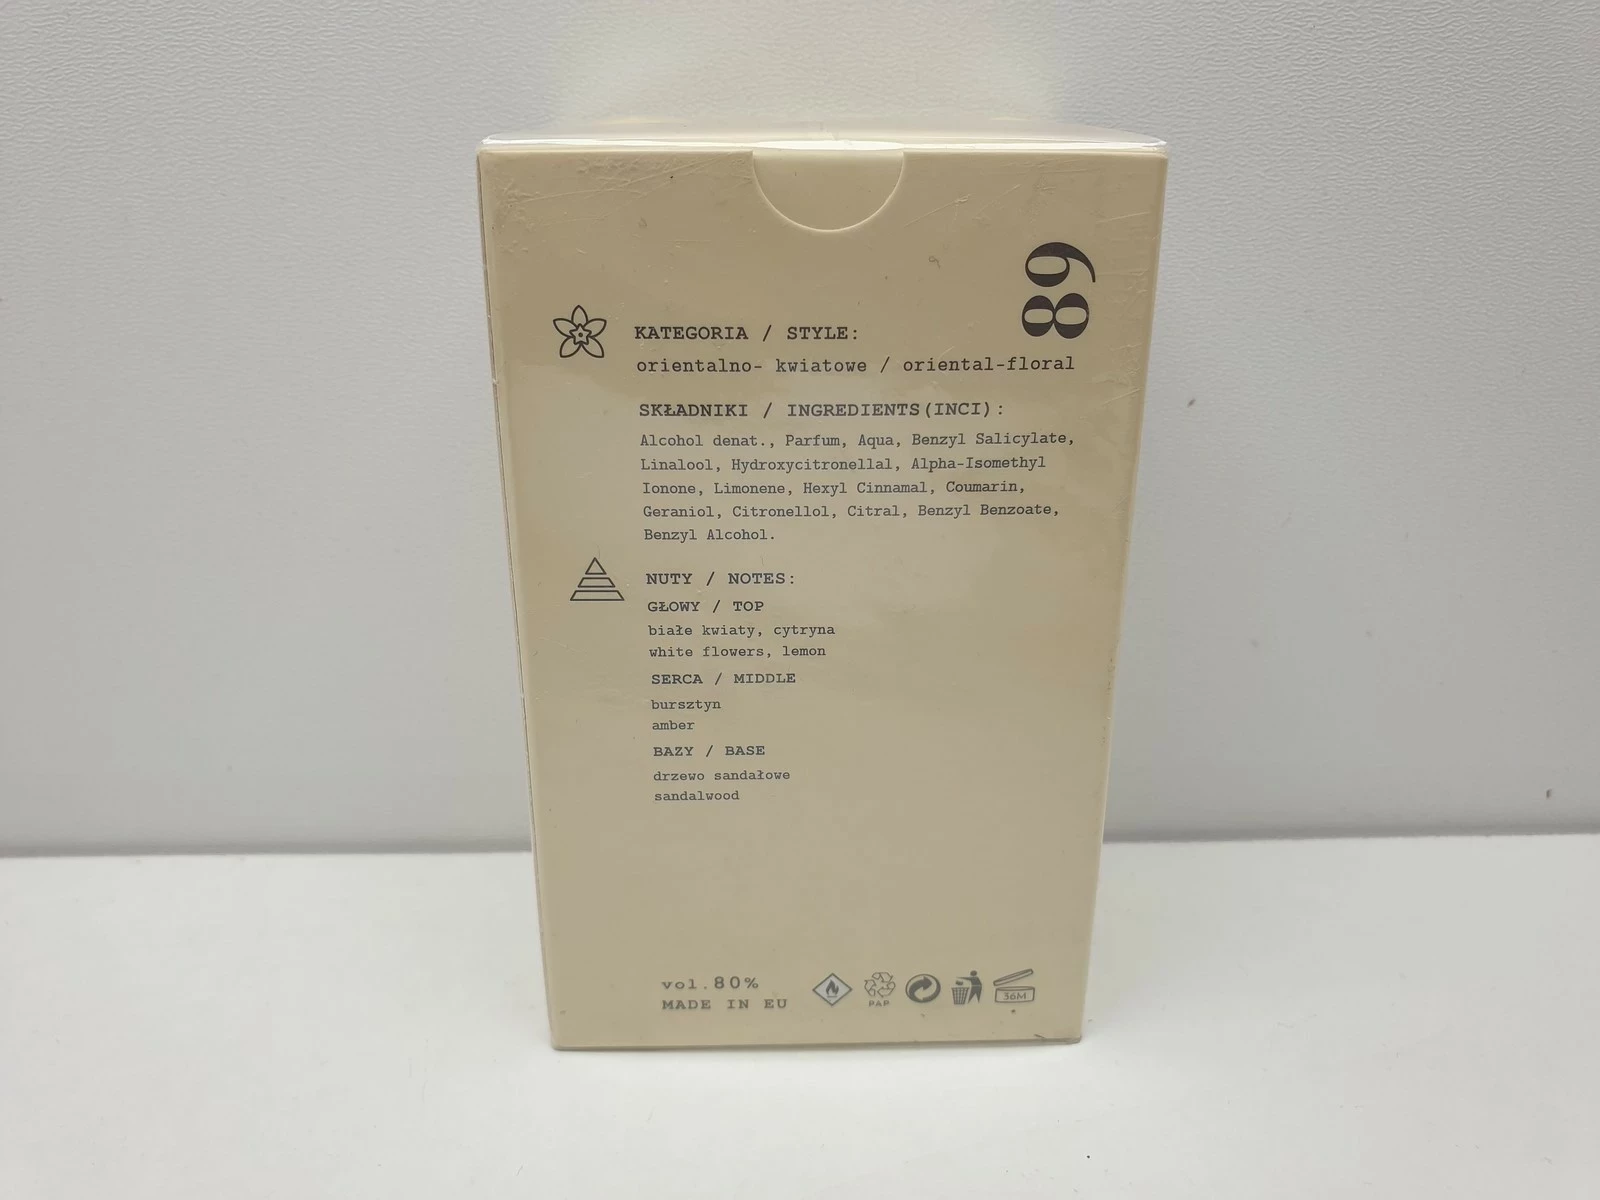 89
KATEGORIA / STYLE:
orientalno- kwiatowe / oriental-floral
SKŁADNIKI / INGREDIENTS(INCI):
Alcohol denat., Parfum, Aqua, Benzyl Salicylate,
Linalool, Hydroxycitronellal, Alpha-Isomethyl
Ionone, Limonene, Hexyl Cinnamal, Coumarin,
Geraniol, Citronellol, Citral, Benzyl Benzoate,
Benzyl Alcohol.
NUTY / NOTES:
GŁOWY / TOP
białe kwiaty, cytryna
white flowers, lemon
SERCA / MIDDLE
bursztyn
amber
BAZY / BASE
drzewo sandałowe
sandalwood
vol.80%
MADE IN EU
PAP
36M